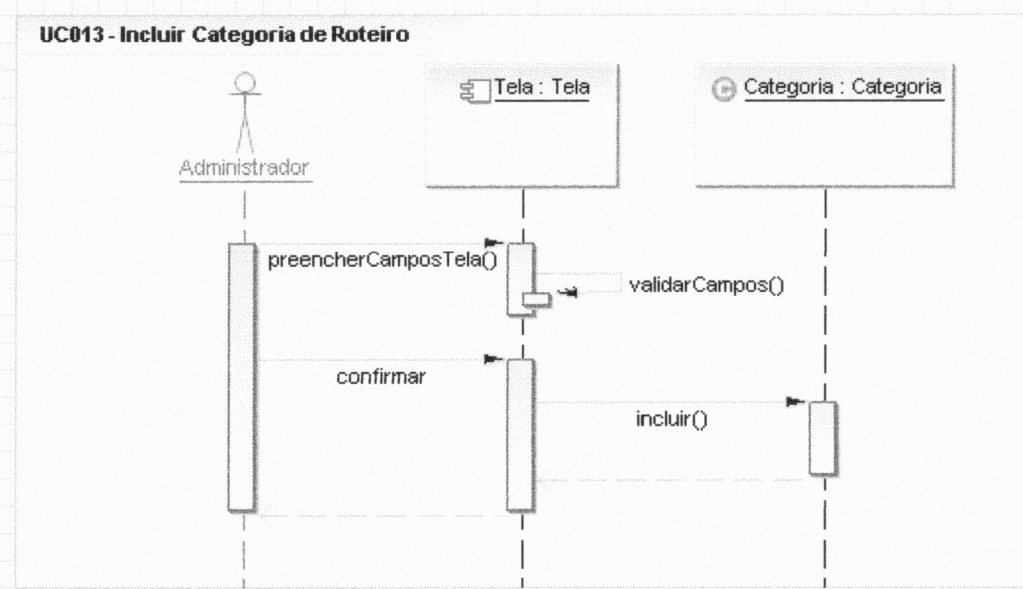 UC013 - Incluir Categoria de Roteiro
Tela : Tela
Categoria : Categoria
Administrador
preencherCamposTela()
validarCampos()
confirmar
incluir()